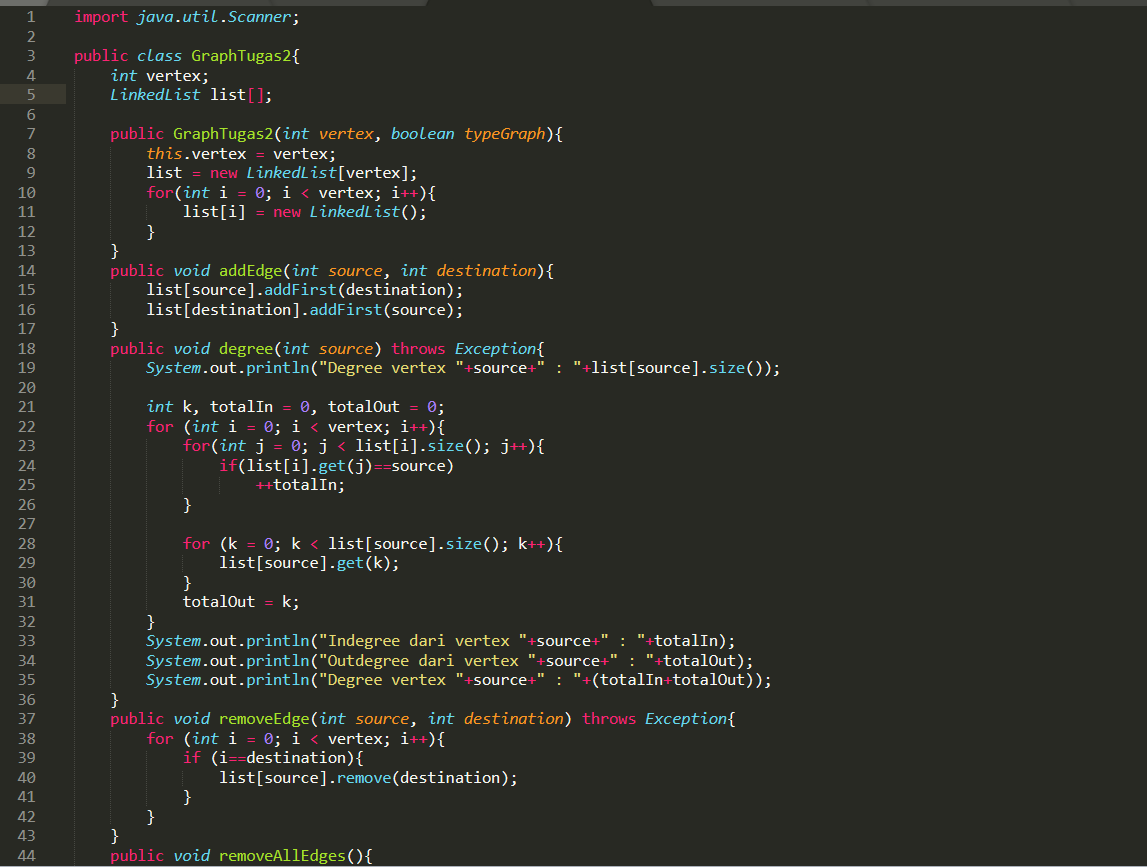 1 import java.util.Scanner;
2
3 public class GraphTugas2{
4     int vertex;
5     LinkedList list[];
6
7     public GraphTugas2(int vertex, boolean typeGraph){
8         this.vertex = vertex;
9         list = new LinkedList[vertex];
10         for(int i = 0; i < vertex; i++){
11             list[i] = new LinkedList();
12         }
13     }
14     public void addEdge(int source, int destination){
15         list[source].addFirst(destination);
16         list[destination].addFirst(source);
17     }
18     public void degree(int source) throws Exception{
19         System.out.println("Degree vertex "+source+" : "+list[source].size());
20
21         int k, totalIn = 0, totalOut = 0;
22         for (int i = 0; i < vertex; i++){
23             for(int j = 0; j < list[i].size(); j++){
24                 if(list[i].get(j)==source)
25                     ++totalIn;
26             }
27
28             for (k = 0; k < list[source].size(); k++){
29                 list[source].get(k);
30             }
31             totalOut = k;
32         }
33         System.out.println("Indegree dari vertex "+source+" : "+totalIn);
34         System.out.println("Outdegree dari vertex "+source+" : "+totalOut);
35         System.out.println("Degree vertex "+source+" : "+(totalIn+totalOut));
36     }
37     public void removeEdge(int source, int destination) throws Exception{
38         for (int i = 0; i < vertex; i++){
39             if (i==destination){
40                 list[source].remove(destination);
41             }
42         }
43     }
44     public void removeAllEdges(){